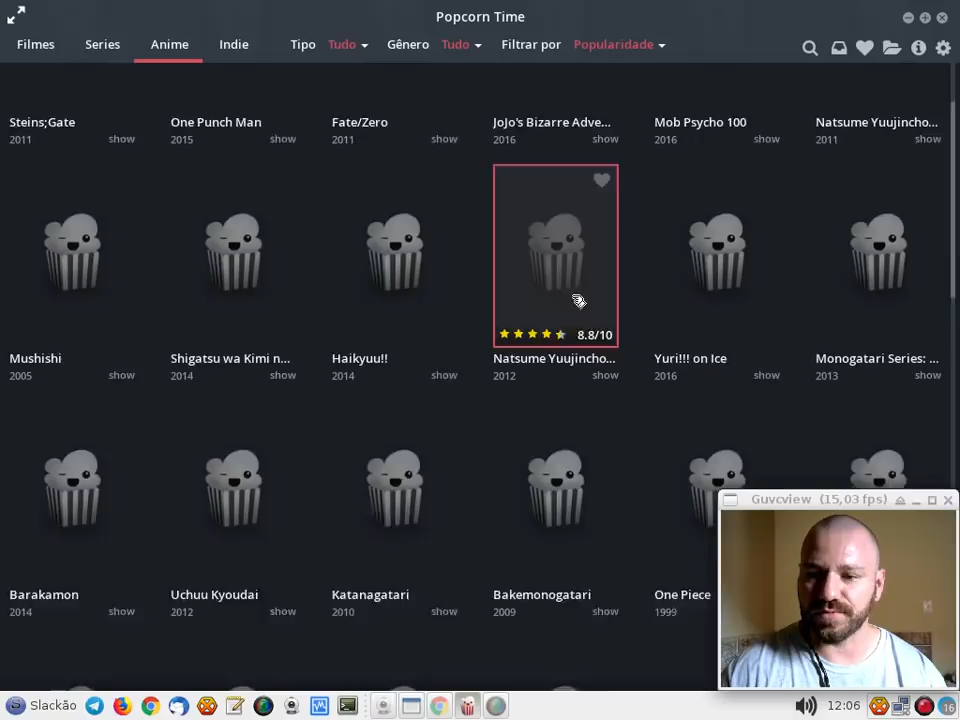 Popcorn Time
Filmes Series Anime Indie Tipo Tudo Gênero Tudo Filtrar por Popularidade
Steins;Gate One Punch Man Fate/Zero JoJo's Bizarre Adve... Mob Psycho 100 Natsume Yuujincho...
2011 show 2015 show 2011 show 2016 show 2016 show 2011 show
8.8/10
Mushishi Shigatsu wa Kimi n... Haikyuu!! Natsume Yuujincho... Yuri!!! on Ice Monogatari Series: ...
2005 show 2014 show 2014 show 2012 show 2016 show 2013 show
Guvcview (15,03 fps)
Barakamon Uchuu Kyoudai Katanagatari Bakemonogatari One Piece
2014 show 2012 show 2010 show 2009 show 1999
Slackão 12:06 16